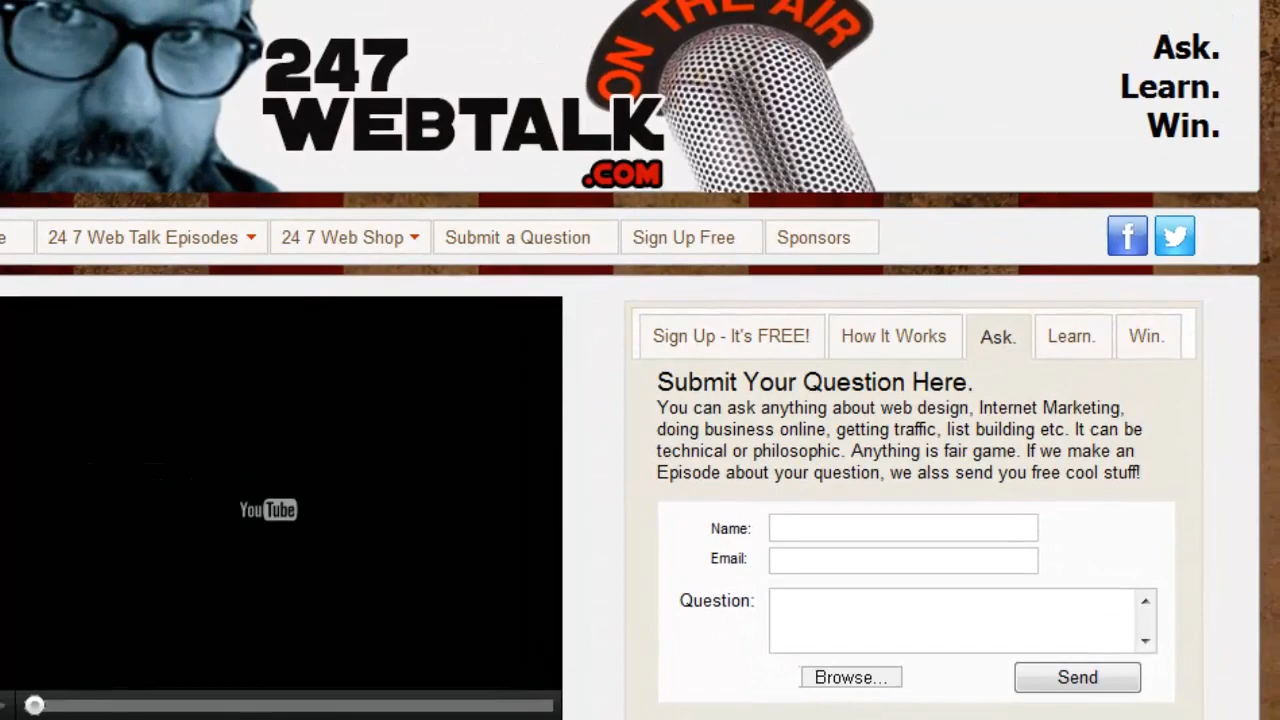 ON THE AIR
247
WEBTALK
.COM
Ask.
Learn.
Win.
e
24 7 Web Talk Episodes
24 7 Web Shop
Submit a Question
Sign Up Free
Sponsors
f
Sign Up - It's FREE!
How It Works
Ask.
Learn.
Win.
Submit Your Question Here.
You can ask anything about web design, Internet Marketing,
doing business online, getting traffic, list building etc. It can be
technical or philosophic. Anything is fair game. If we make an
Episode about your question, we alss send you free cool stuff!
YouTube
Name:
Email:
Question:
Browse...
Send